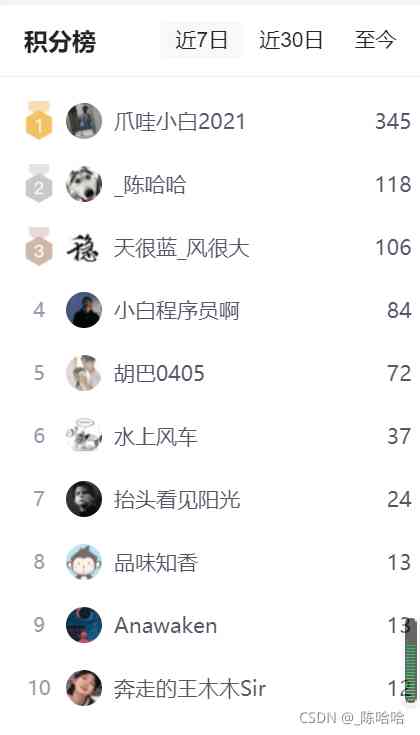 积分榜 近7日 近30日 至今
1 爪哇小白2021 345
2 _陈哈哈 118
3 稳 天很蓝_风很大 106
4 小白程序员啊 84
5 胡巴0405 72
6 水上风车 37
7 抬头看见阳光 24
8 品味知香 13
9 Anawaken 13
10 奔走的王木木Sir 12
CSDN @_陈哈哈